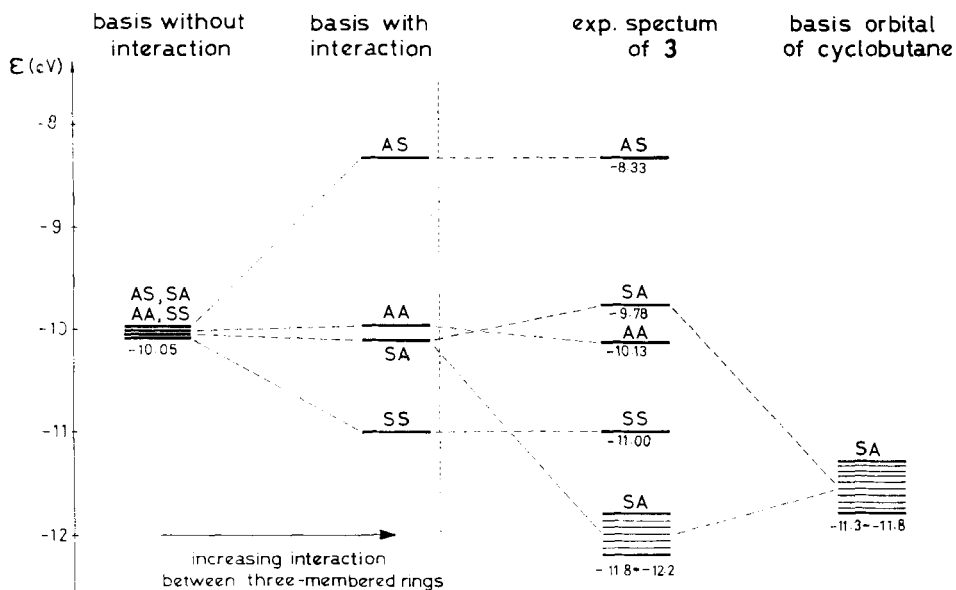 basis without
interaction
basis with
interaction
exp. spectum
of 3
basis orbital
of cyclobutane
ε (eV)
-8
-9
-10
-11
-12
AS
AS
-8.33
AS, SA
AA, SS
-10.05
AA
SA
SA
-9.78
AA
-10.13
SS
SS
-11.00
SA
-11.3 - -11.8
SA
-11.8 - -12.2
increasing interaction
between three-membered rings